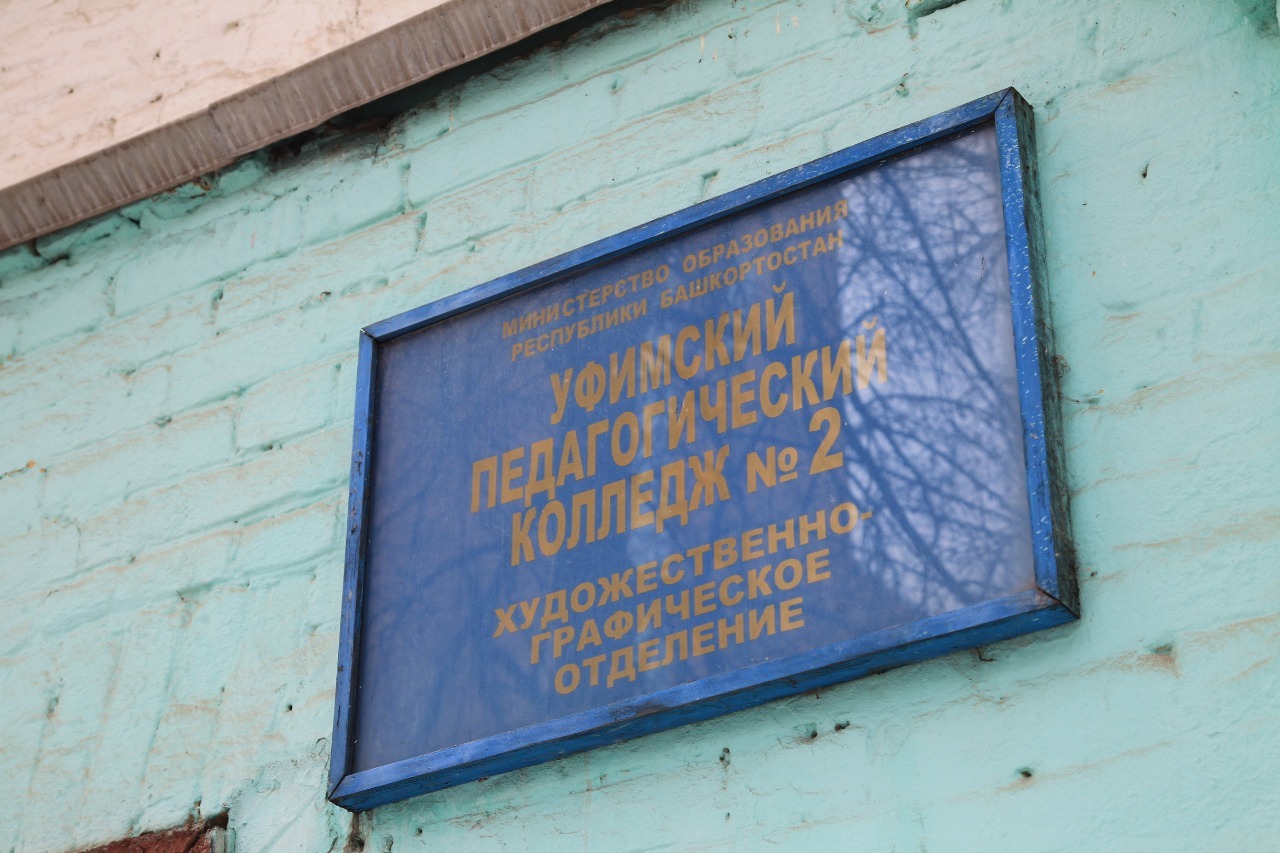 МИНИСТЕРСТВО ОБРАЗОВАНИЯ
РЕСПУБЛИКИ БАШКОРТОСТАН
УФИМСКИЙ
ПЕДАГОГИЧЕСКИЙ
КОЛЛЕДЖ № 2
ХУДОЖЕСТВЕННО-
ГРАФИЧЕСКОЕ
ОТДЕЛЕНИЕ